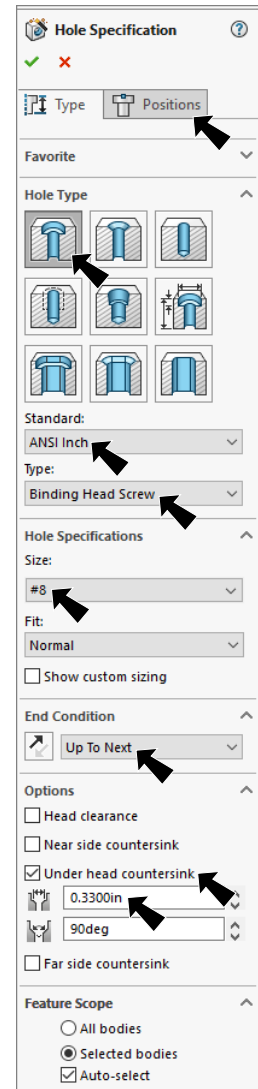 Hole Specification
Type
Positions
Favorite
Hole Type
Standard:
ANSI Inch
Type:
Binding Head Screw
Hole Specifications
Size:
#8
Fit:
Normal
Show custom sizing
End Condition
Up To Next
Options
Head clearance
Near side countersink
Under head countersink
0.3300in
90deg
Far side countersink
Feature Scope
All bodies
Selected bodies
Auto-select